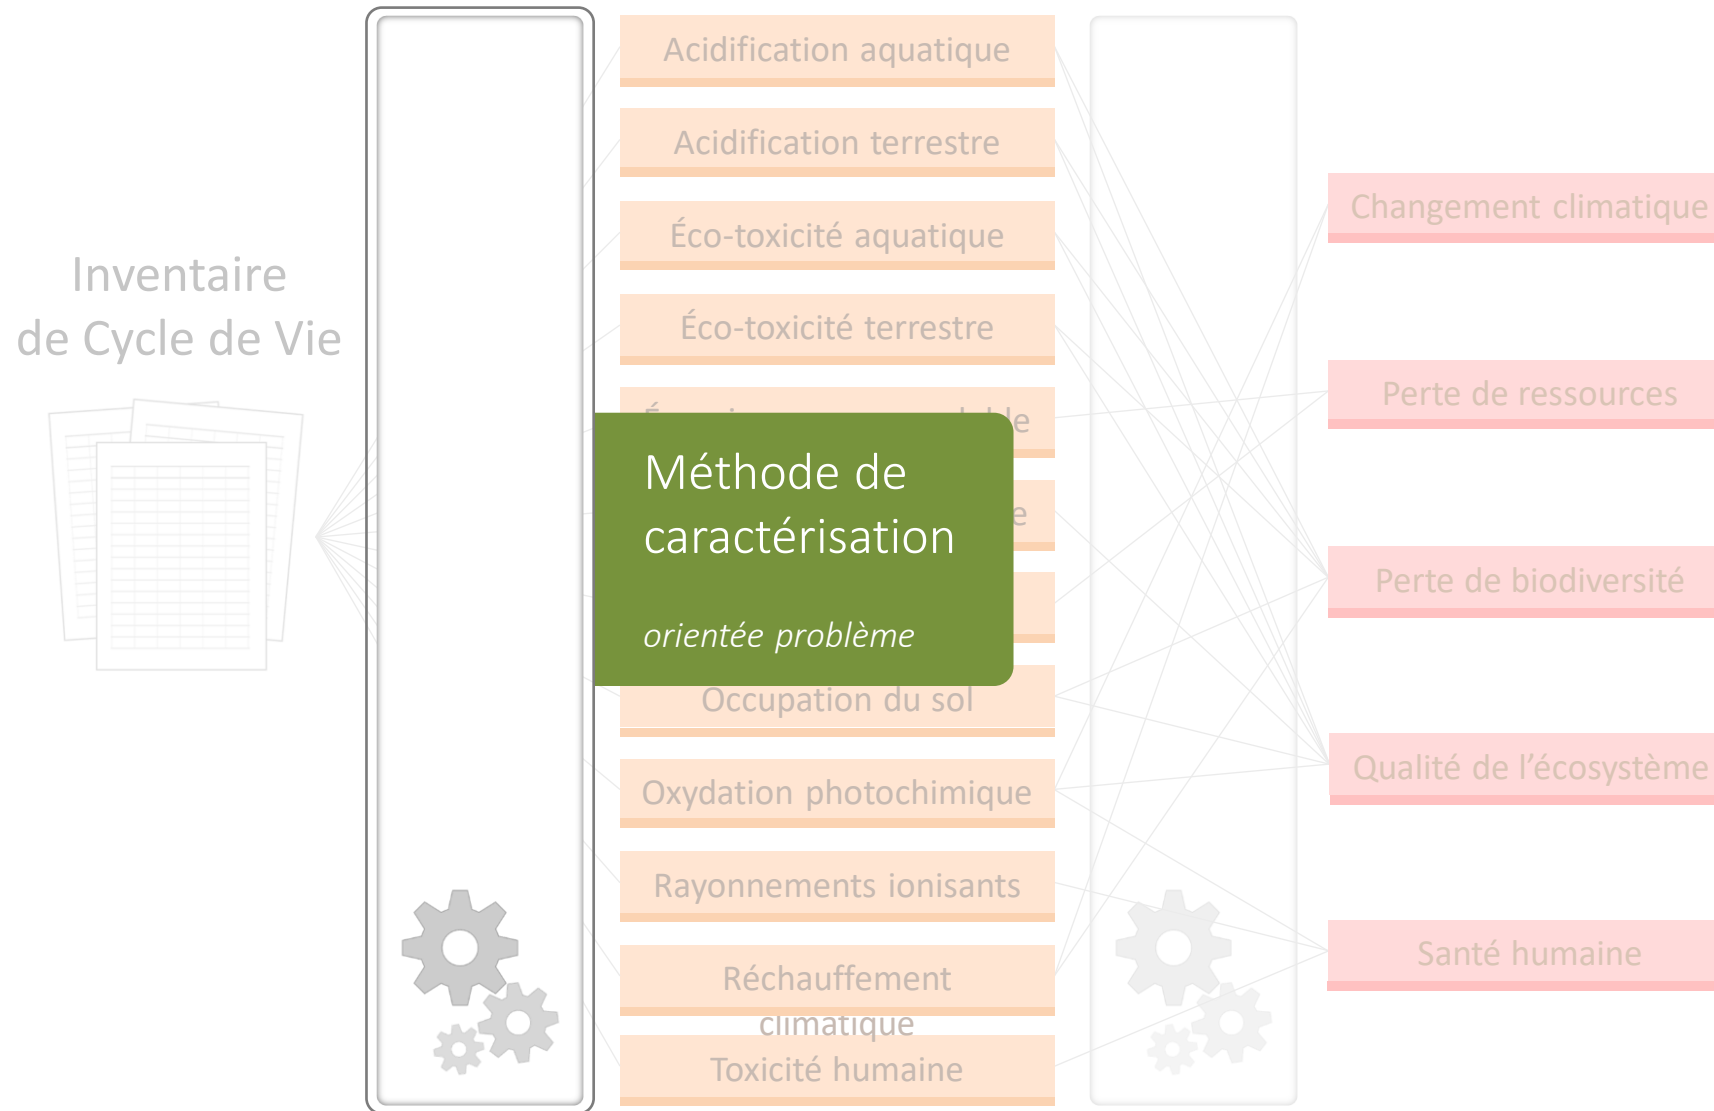 Inventaire
de Cycle de Vie
Acidification aquatique
Acidification terrestre
Éco-toxicité aquatique
Éco-toxicité terrestre
Méthode de
caractérisation
orientée problème
Occupation du sol
Oxydation photochimique
Rayonnements ionisants
Réchauffement
climatique
Toxicité humaine
Changement climatique
Perte de ressources
Perte de biodiversité
Qualité de l’écosystème
Santé humaine